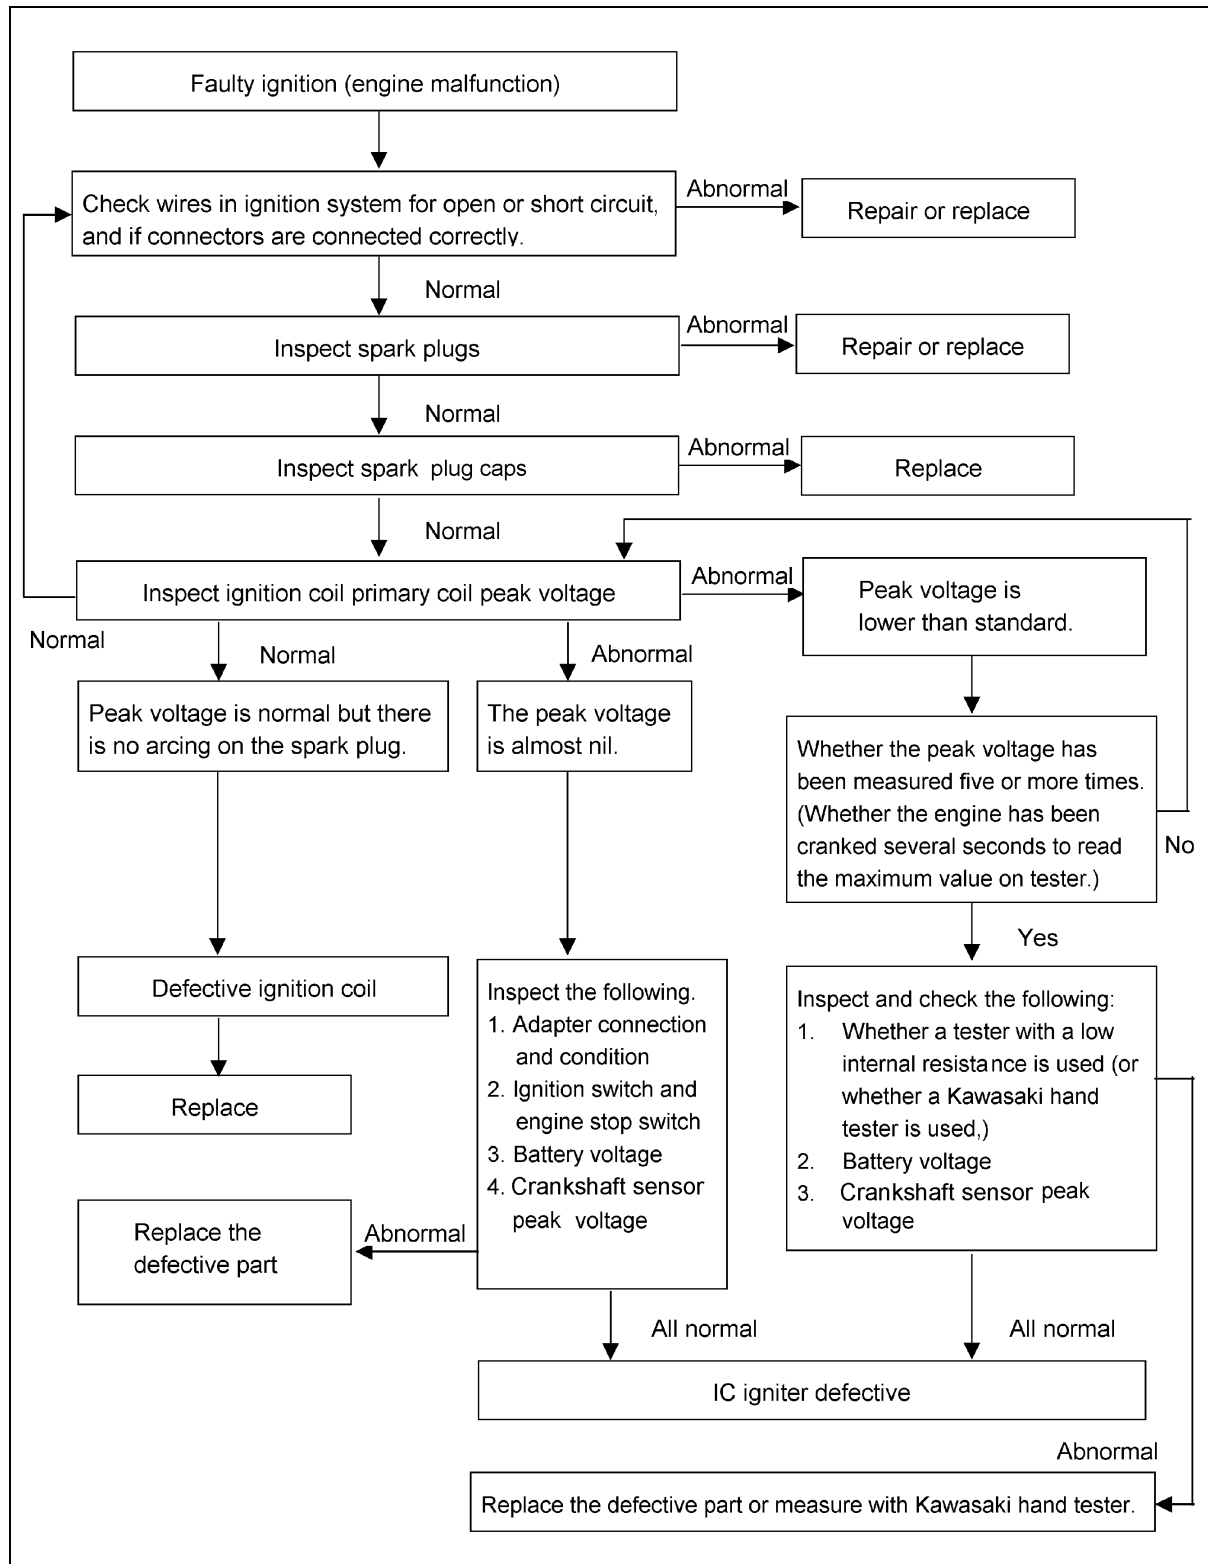 Faulty ignition (engine malfunction)
Check wires in ignition system for open or short circuit,
and if connectors are connected correctly.
Abnormal
Repair or replace
Normal
Inspect spark plugs
Abnormal
Repair or replace
Normal
Inspect spark plug caps
Abnormal
Replace
Normal
Inspect ignition coil primary coil peak voltage
Abnormal
Peak voltage is
lower than standard.
Normal
Normal
Abnormal
Peak voltage is normal but there
is no arcing on the spark plug.
The peak voltage
is almost nil.
Whether the peak voltage has
been measured five or more times.
(Whether the engine has been
cranked several seconds to read
the maximum value on tester.)
No
Yes
Defective ignition coil
Replace
Inspect the following.
1. Adapter connection
and condition
2. Ignition switch and
engine stop switch
3. Battery voltage
4. Crankshaft sensor
peak voltage
Inspect and check the following:
1. Whether a tester with a low
internal resistance is used (or
whether a Kawasaki hand
tester is used,)
2. Battery voltage
3. Crankshaft sensor peak
voltage
Replace the
defective part
Abnormal
All normal
All normal
IC igniter defective
Abnormal
Replace the defective part or measure with Kawasaki hand tester.